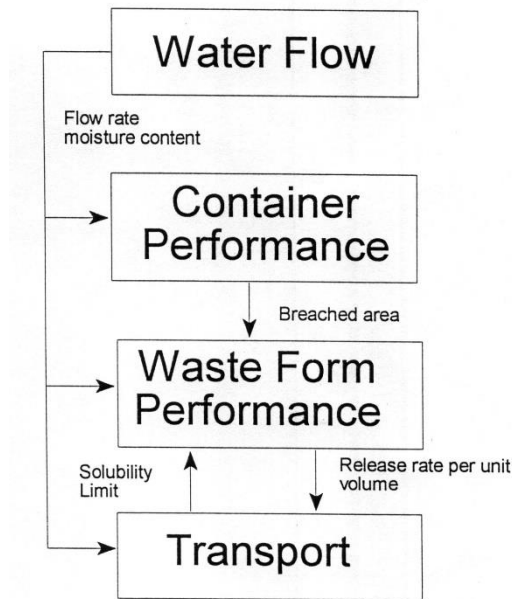 Water Flow
Flow rate
moisture content
Container
Performance
Breached area
Waste Form
Performance
Solubility
Limit
Release rate per unit
volume
Transport